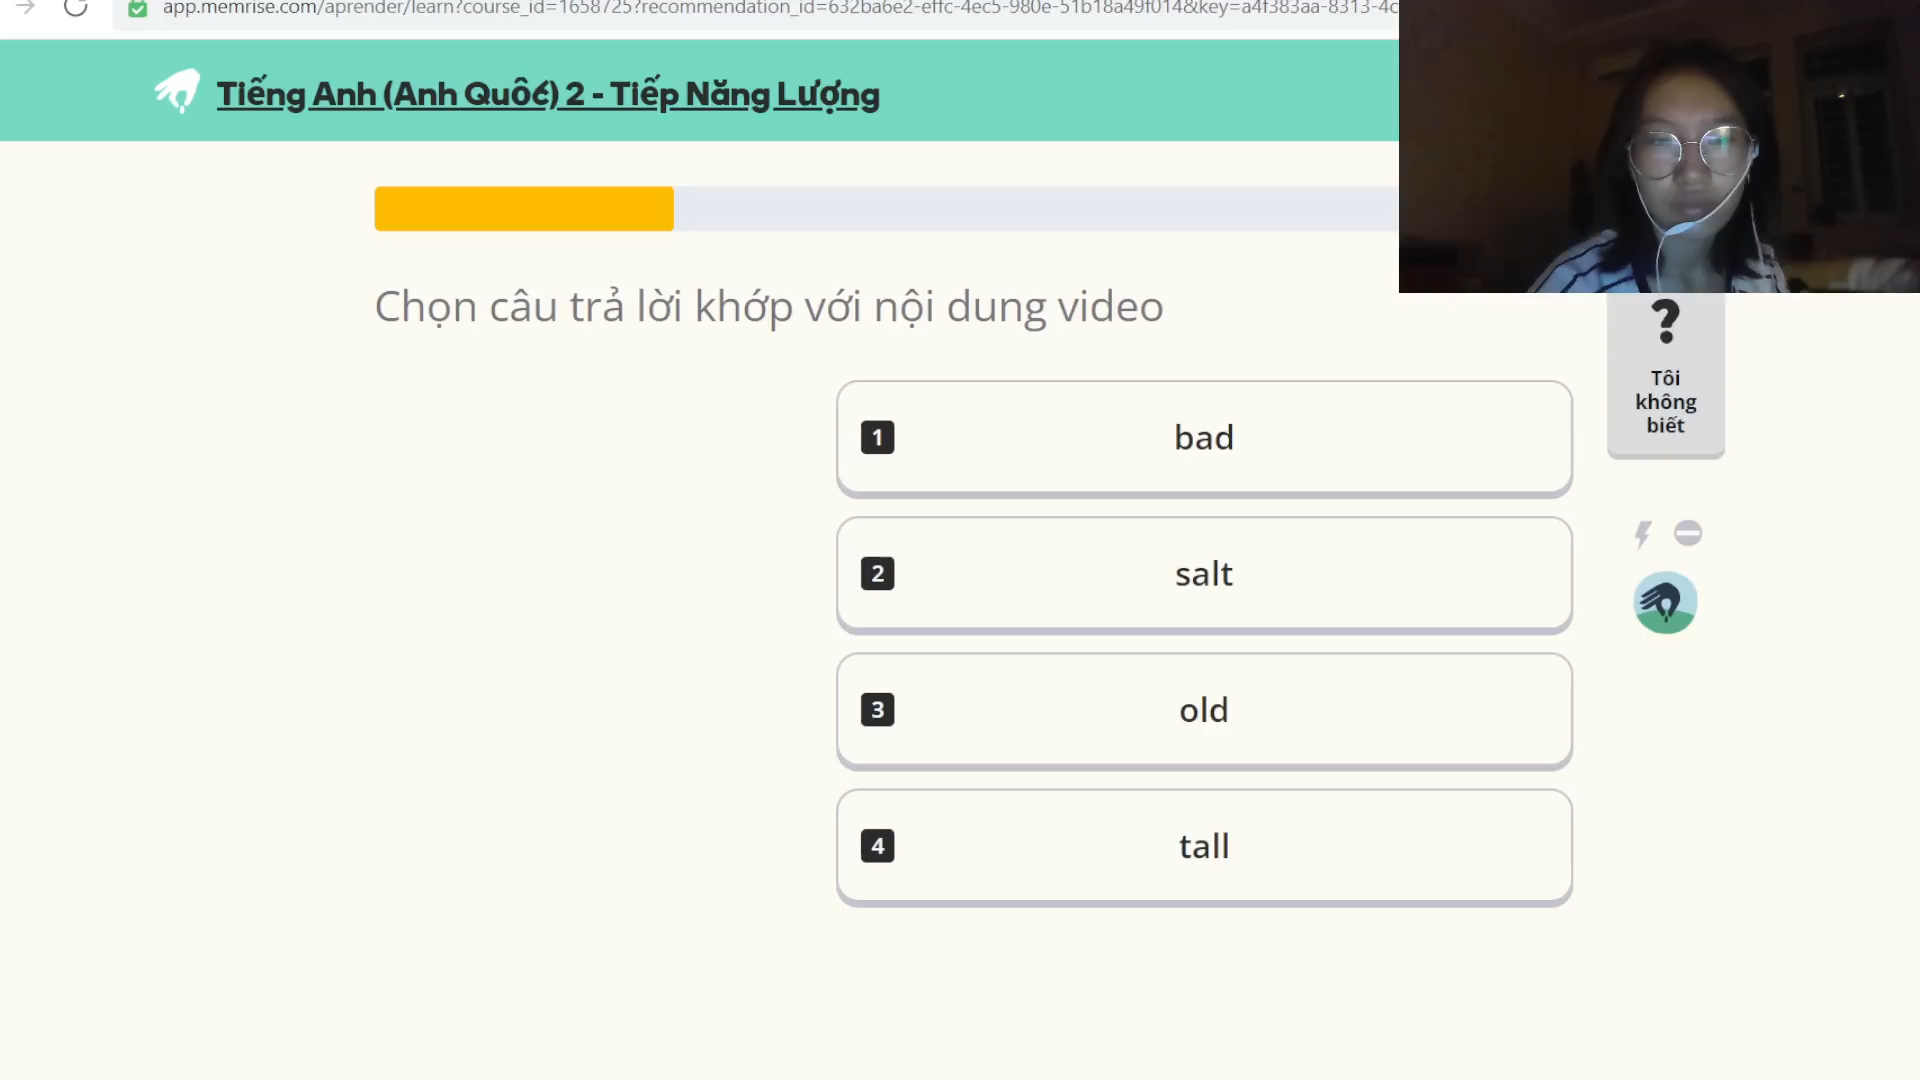 app.memrise.com/aprender/learn?course_id=1658725?recommendation_id=632ba6e2-effc-4ec5-980e-51b18a49f014&key=a4f383aa-8313-4c
Tiếng Anh (Anh Quốc) 2 - Tiếp Năng Lượng
Chọn câu trả lời khớp với nội dung video
?
Tôi
không
biết
1 bad
2 salt
3 old
4 tall